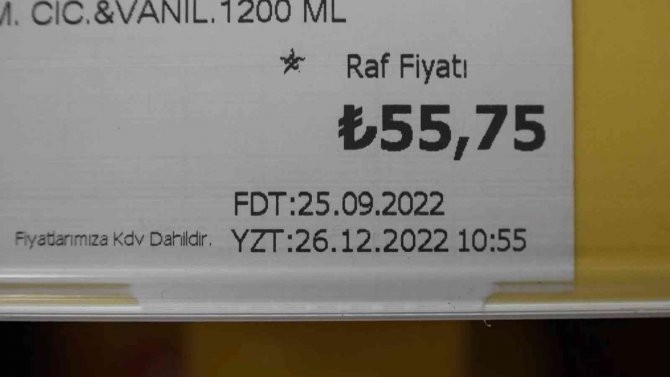 M. CIC.&VANIL.1200 ML
Raf Fiyatı
₺55,75
FDT:25.09.2022
Fiyatlarımıza Kdv Dahildir. YZT:26.12.2022 10:55